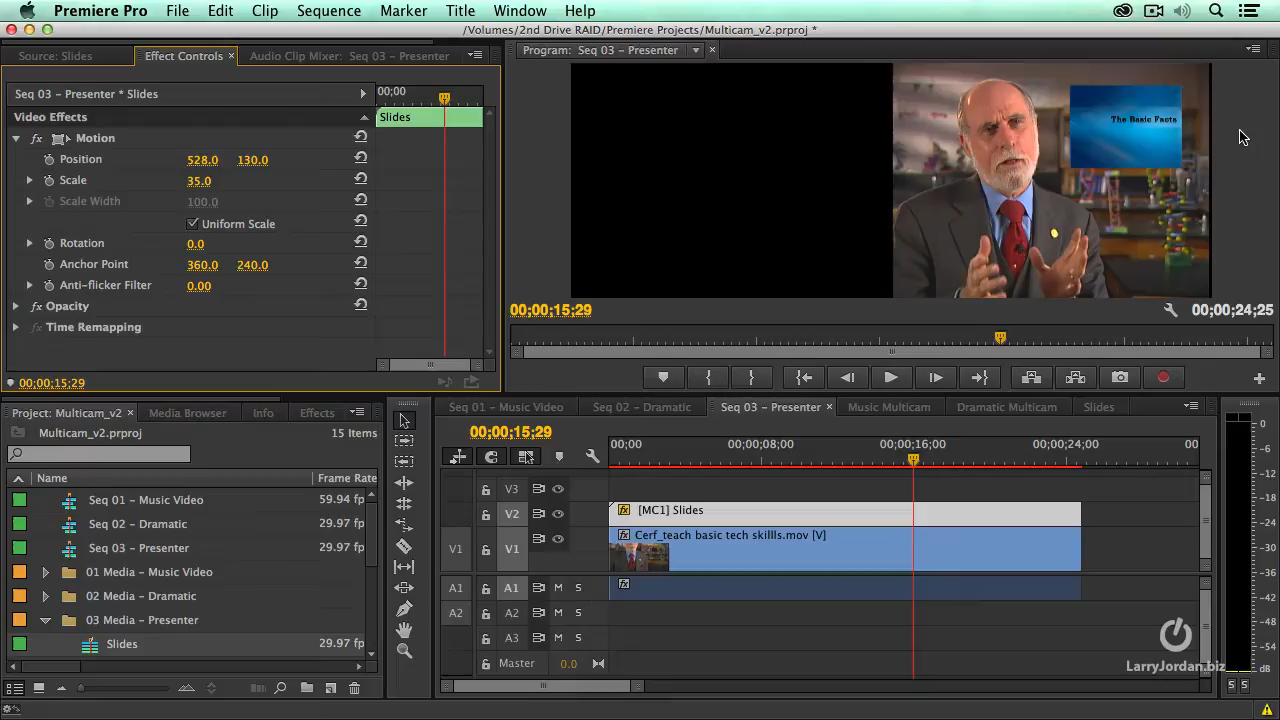 Premiere Pro File Edit Clip Sequence Marker Title Window Help
/Volumes/2nd Drive RAID/Premiere Projects/Multicam_v2.prproj *
Source: Slides Effect Controls × Audio Clip Mixer: Seq 03 – Presenter
Program: Seq 03 – Presenter ×
Seq 03 – Presenter * Slides
00;00
Video Effects
Slides
fx Motion
Position 528.0 130.0
Scale 35.0
Scale Width 100.0
Uniform Scale
Rotation 0.0
Anchor Point 360.0 240.0
Anti-flicker Filter 0.00
fx Opacity
fx Time Remapping
00;00;15;29
The Basic Facts
00;00;15;29 00;00;24;25
Project: Multicam_v2 × Media Browser Info Effects
Multicam_v2.prproj 15 Items
Name Frame Rate
Seq 01 – Music Video 59.94 fp
Seq 02 – Dramatic 29.97 fp
Seq 03 – Presenter 29.97 fp
01 Media – Music Video
02 Media – Dramatic
03 Media – Presenter
Slides 29.97 fp
Seq 01 – Music Video Seq 02 – Dramatic Seq 03 – Presenter × Music Multicam Dramatic Multicam Slides
00;00;15;29
00;00 00;00;08;00 00;00;16;00 00;00;24;00 00
V3
V2 fx [MC1] Slides
V1 V1 fx Cerf_teach basic tech skillls.mov [V]
A1 A1 M S fx
A2 A2 M S
A3 M S
Master 0.0
0
-6
-12
-18
-24
-30
-36
-42
-48
-54
dB
S S
LarryJordan.biz